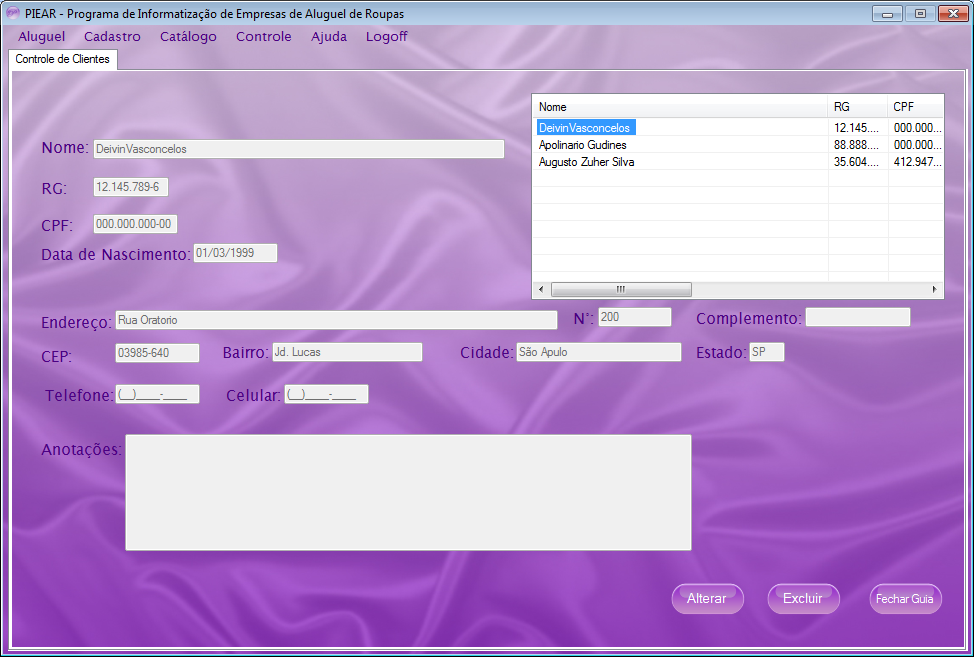 PIEAR - Programa de Informatização de Empresas de Aluguel de Roupas
Aluguel Cadastro Catálogo Controle Ajuda Logoff
Controle de Clientes
Nome RG CPF
DeivinVasconcelos 12.145.... 000.000...
Apolinario Gudines 88.888.... 000.000...
Augusto Zuher Silva 35.604.... 412.947...
Nome: DeivinVasconcelos
RG: 12.145.789-6
CPF: 000.000.000-00
Data de Nascimento: 01/03/1999
Endereço: Rua Oratorio N°: 200 Complemento:
CEP: 03985-640 Bairro: Jd. Lucas Cidade: São Apulo Estado: SP
Telefone: (__)____-____ Celular: (__)____-____
Anotações:
Alterar Excluir Fechar Guia